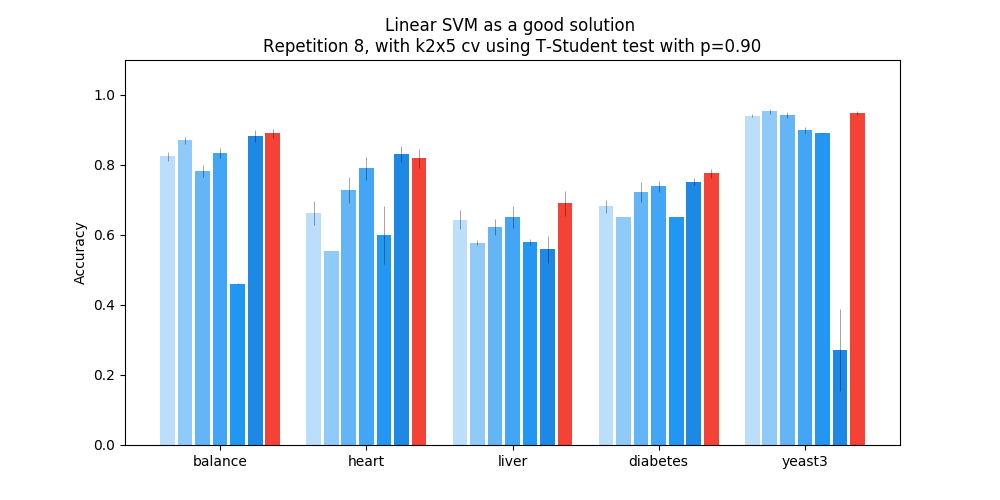 Linear SVM as a good solution
Repetition 8, with k2x5 cv using T-Student test with p=0.90
Accuracy
1.0
0.8
0.6
0.4
0.2
0.0
balance heart liver diabetes yeast3